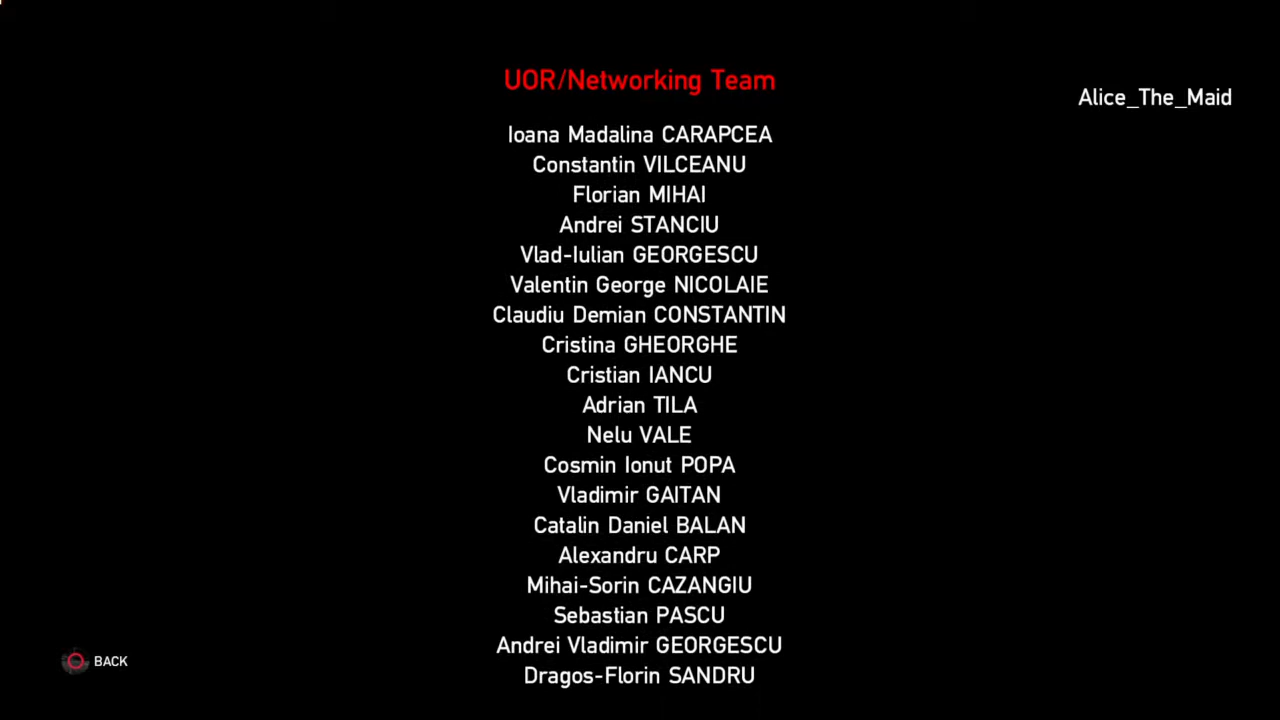 UOR/Networking Team
Alice_The_Maid
Ioana Madalina CARAPCEA
Constantin VILCEANU
Florian MIHAI
Andrei STANCIU
Vlad-Iulian GEORGESCU
Valentin George NICOLAIE
Claudiu Demian CONSTANTIN
Cristina GHEORGHE
Cristian IANCU
Adrian TILA
Nelu VALE
Cosmin Ionut POPA
Vladimir GAITAN
Catalin Daniel BALAN
Alexandru CARP
Mihai-Sorin CAZANGIU
Sebastian PASCU
Andrei Vladimir GEORGESCU
BACK
Dragos-Florin SANDRU